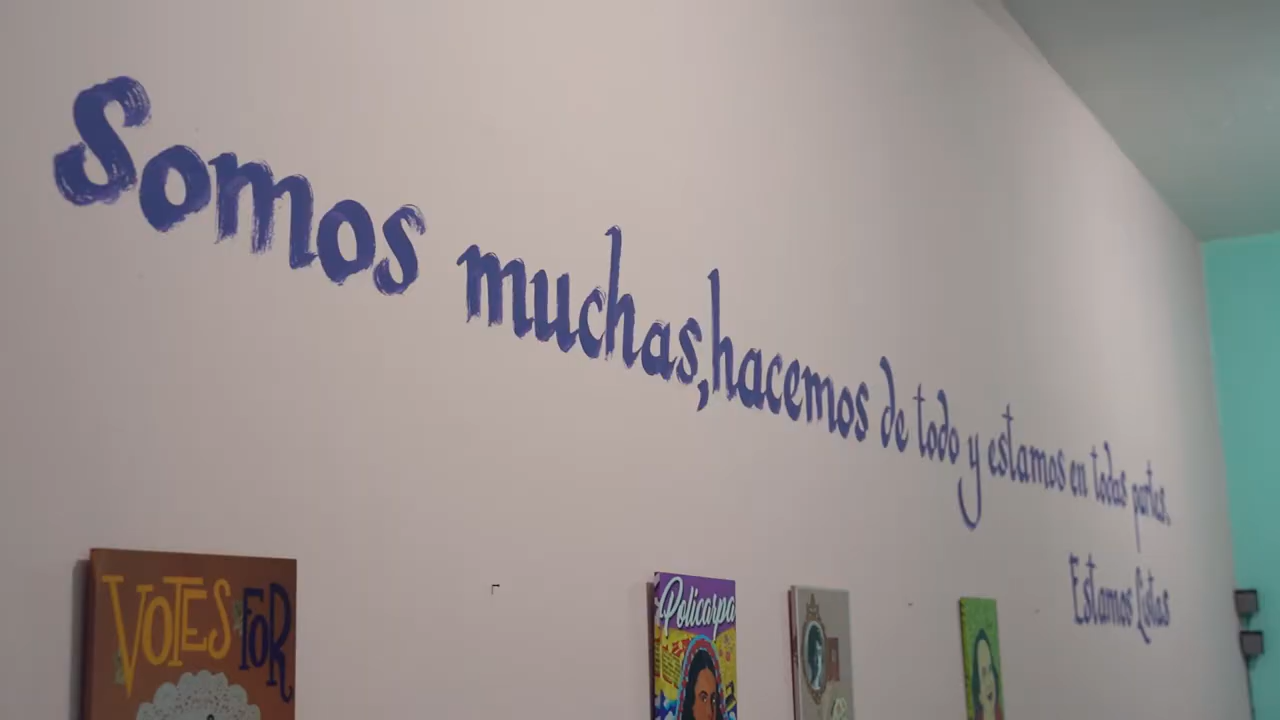 Somos muchas, hacemos de todo y estamos en todas partes.
Estamos Listas
VOTES FOR
Policarpa